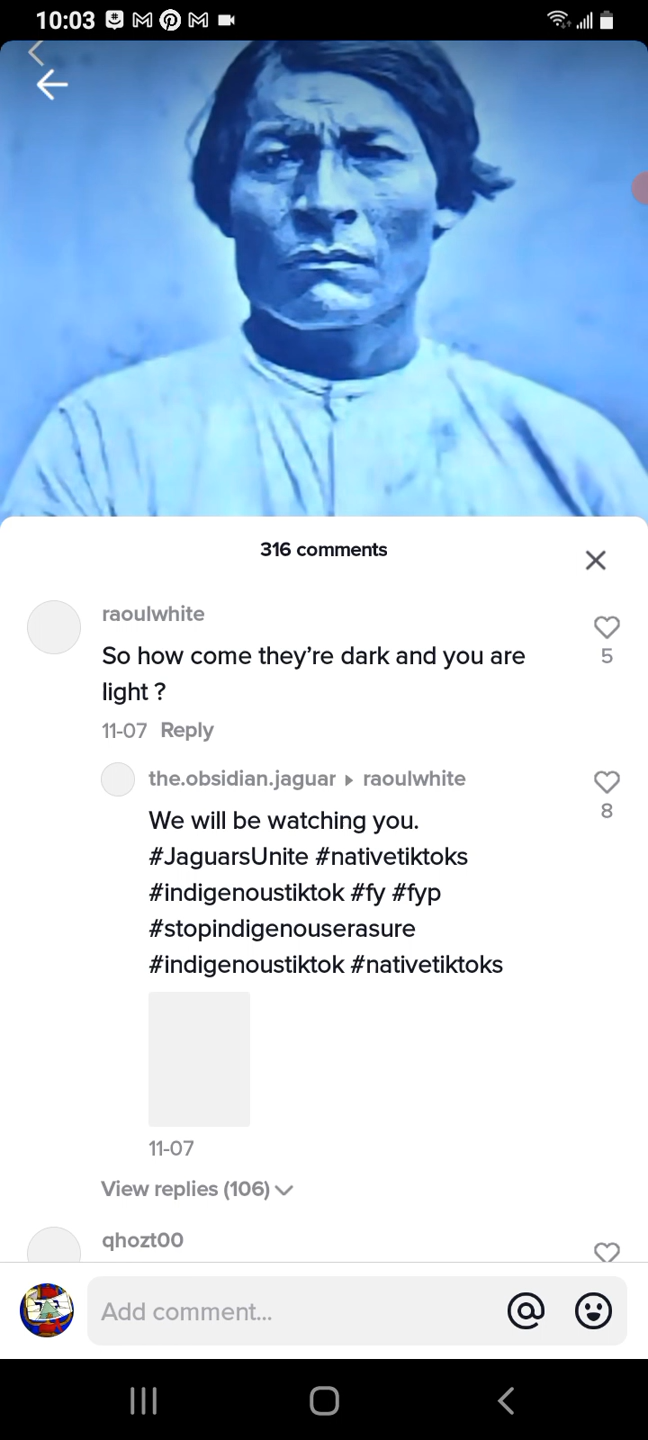 10:03
316 comments
raoulwhite
So how come they’re dark and you are
light ?
5
11-07 Reply
the.obsidian.jaguar ▸ raoulwhite
We will be watching you.
#JaguarsUnite #nativetiktoks
#indigenoustiktok #fy #fyp
#stopindigenouserasure
#indigenoustiktok #nativetiktoks
8
11-07
View replies (106)
qhozt00
Add comment...